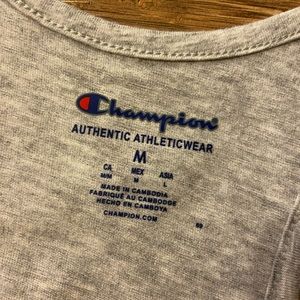 Champion
AUTHENTIC ATHLETICWEAR
M
CA MEX ASIA
M/M M L
MADE IN CAMBODIA
FABRIQUÉ AU CAMBODGE
HECHO EN CAMBOYA
CHAMPION.COM